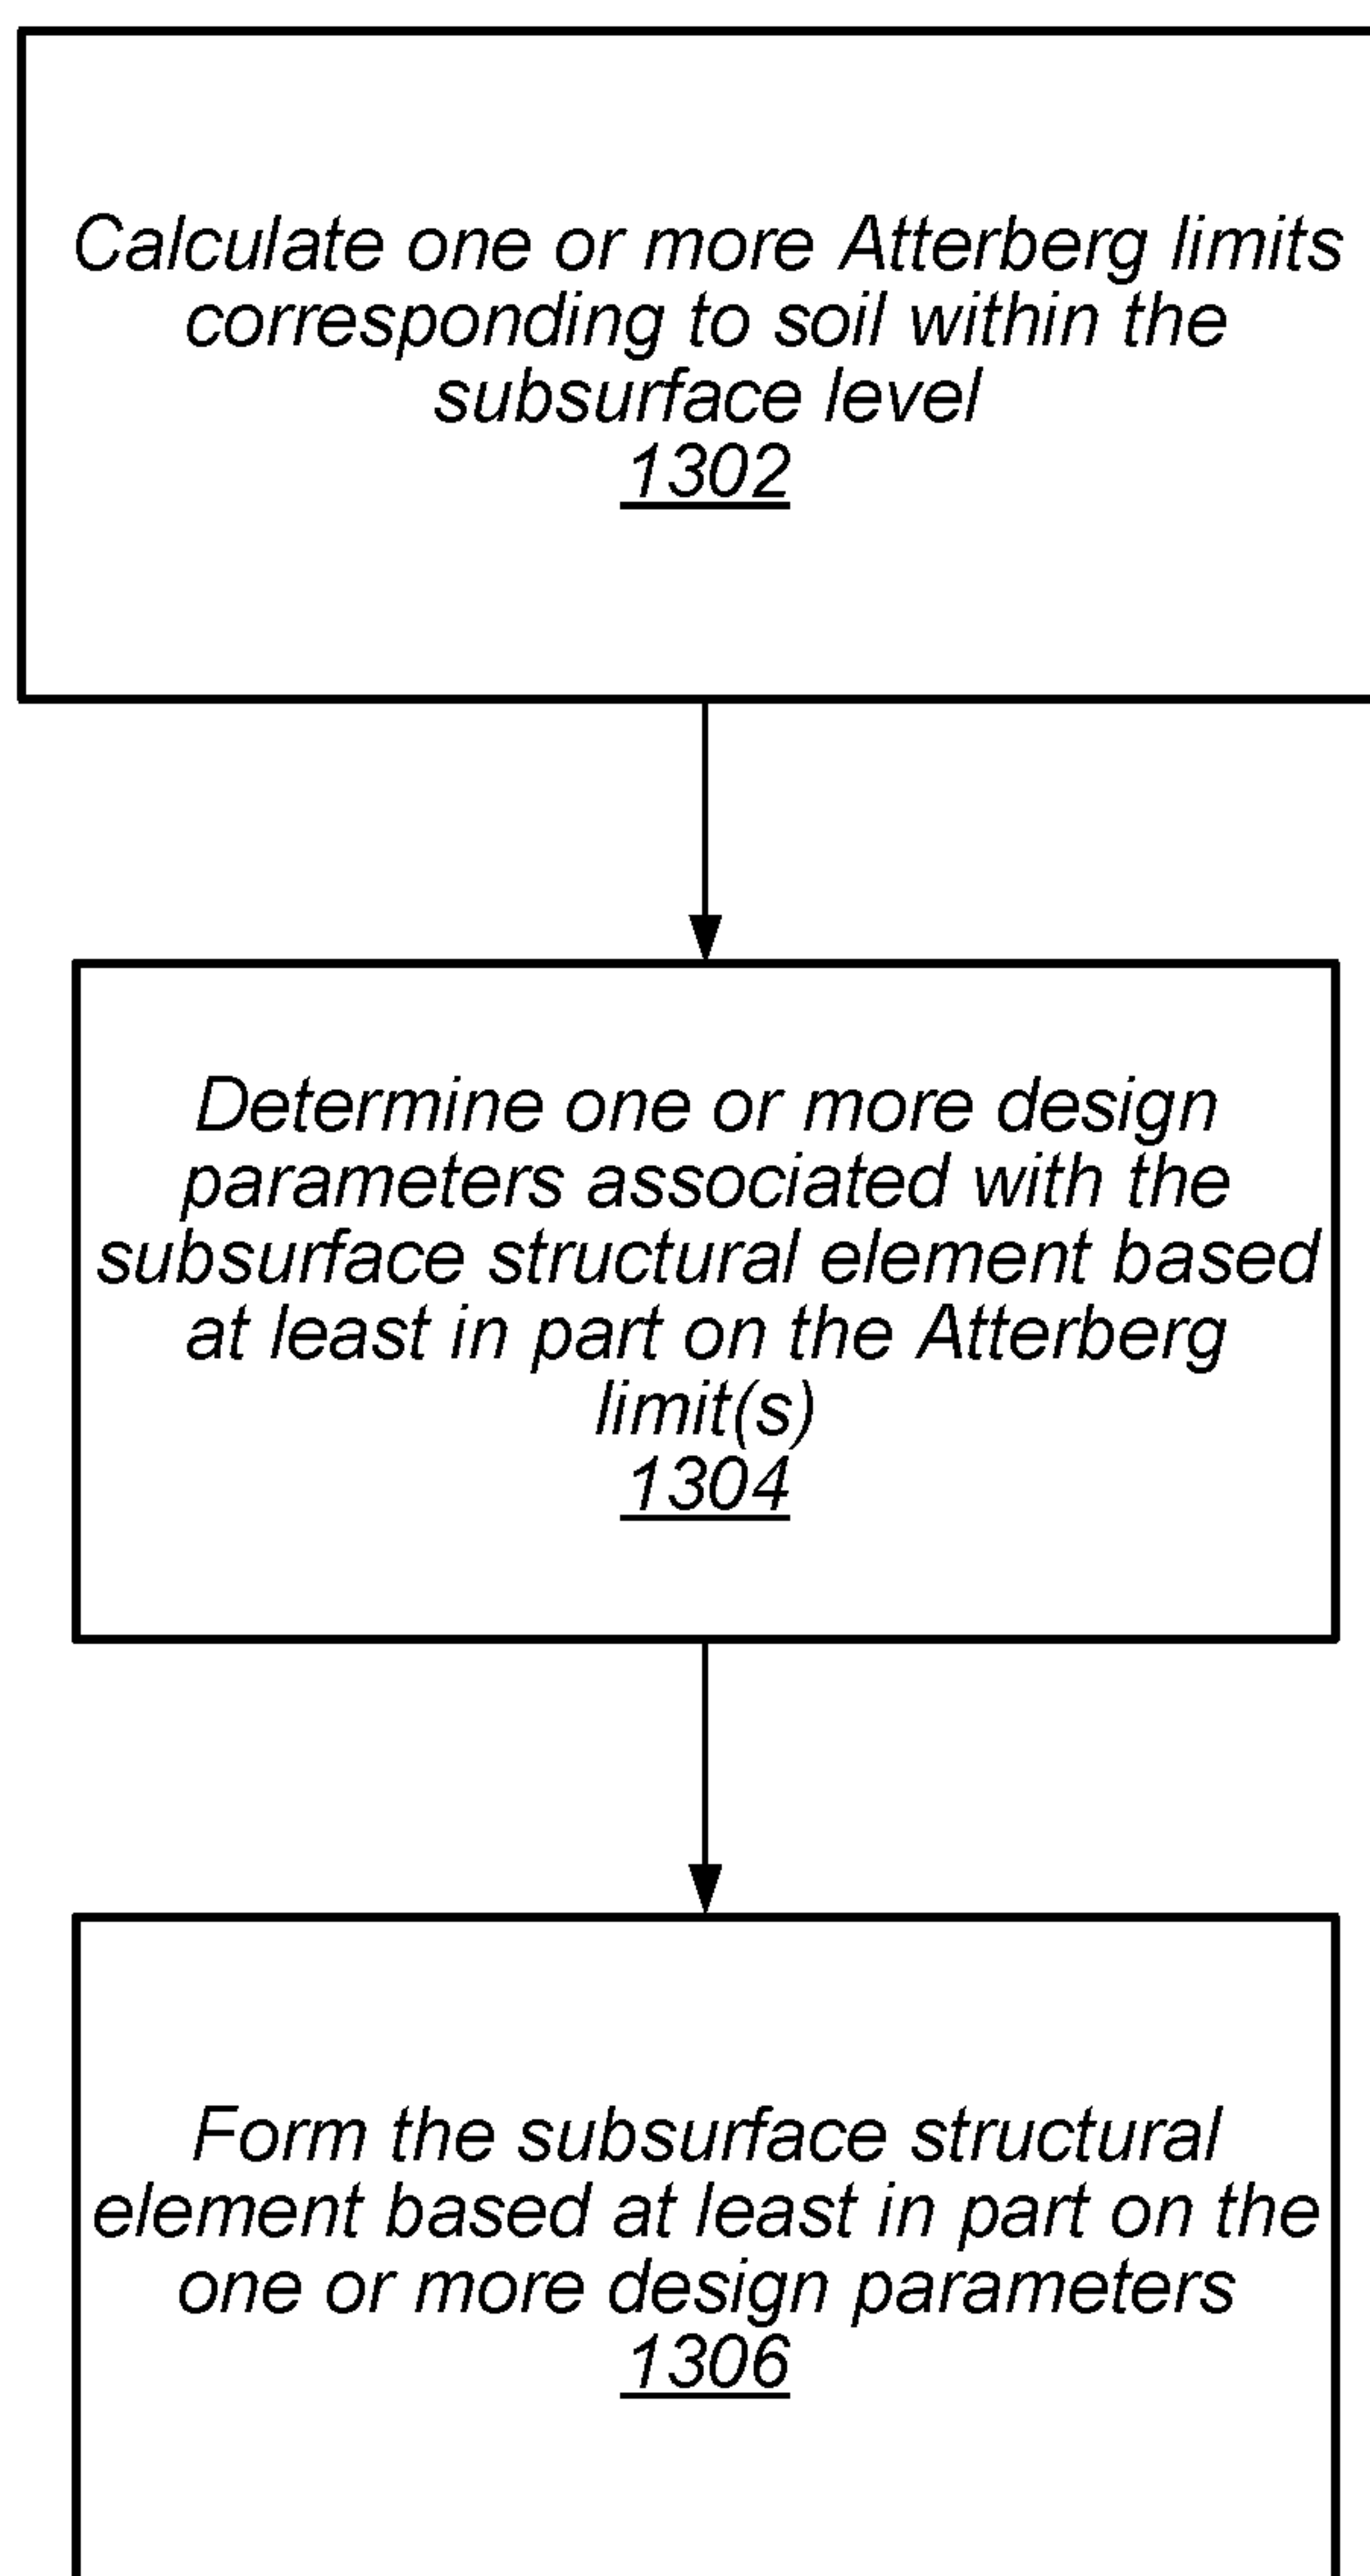 Calculate one or more Atterberg limits
corresponding to soil within the
subsurface level
1302
Determine one or more design
parameters associated with the
subsurface structural element based
at least in part on the Atterberg
limit(s)
1304
Form the subsurface structural
element based at least in part on the
one or more design parameters
1306